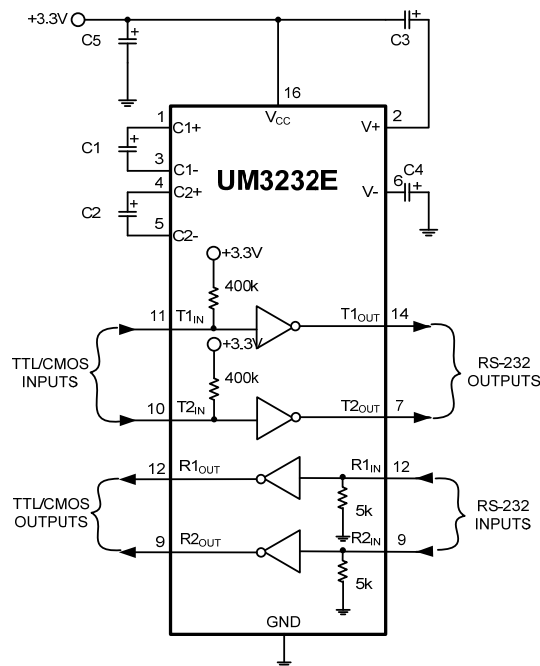 +3.3V
C5
+
C3
+
16
1
C1+
VCC
V+
2
C1
+
3
C1-
UM3232E
4
C2+
V-
6
C4
+
C2
+
5
C2-
+3.3V
400k
11
T1IN
T1OUT
14
+3.3V
TTL/CMOS
INPUTS
RS-232
OUTPUTS
400k
10
T2IN
T2OUT
7
12
R1OUT
R1IN
12
TTL/CMOS
OUTPUTS
5k
RS-232
INPUTS
9
R2OUT
R2IN
9
5k
GND